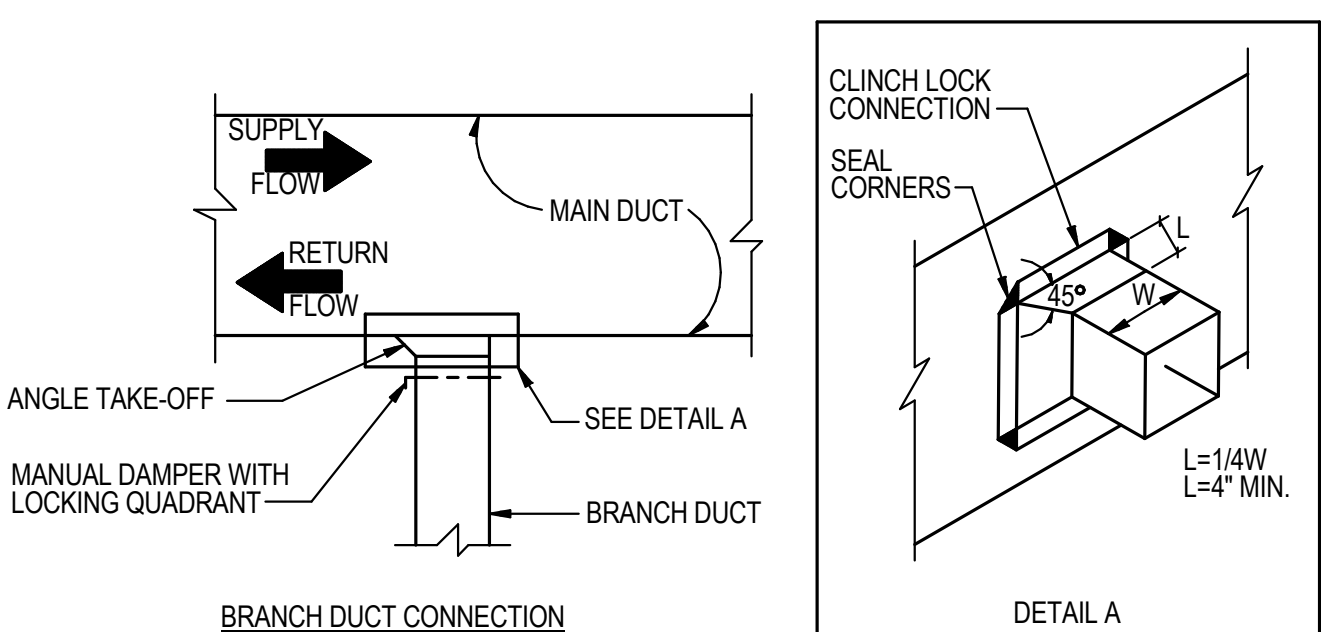 SUPPLY
FLOW
MAIN DUCT
RETURN
FLOW
ANGLE TAKE-OFF
SEE DETAIL A
MANUAL DAMPER WITH
LOCKING QUADRANT
BRANCH DUCT
BRANCH DUCT CONNECTION
CLINCH LOCK
CONNECTION
SEAL
CORNERS
L
45°
W
L=1/4W
L=4" MIN.
DETAIL A